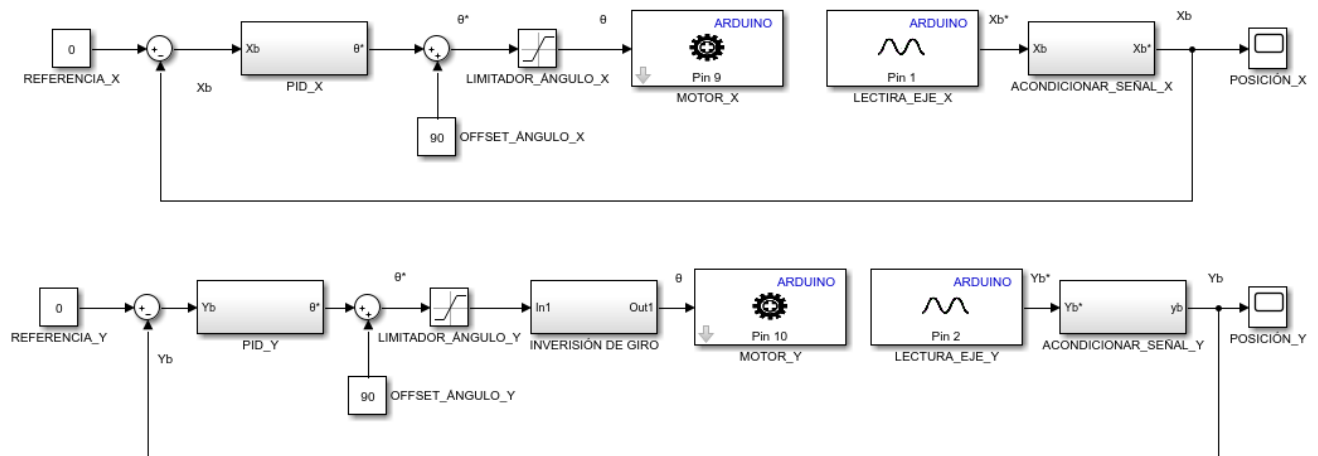 Xb*
Xb
θ*
θ
ARDUINO
ARDUINO
0
+
-
Xb
θ*
+
+
Xb
Xb*
REFERENCIA_X
Xb
PID_X
LIMITADOR_ÁNGULO_X
Pin 9
MOTOR_X
Pin 1
LECTIRA_EJE_X
ACONDICIONAR_SEÑAL_X
POSICIÓN_X
90
OFFSET_ÁNGULO_X
θ*
θ
Yb*
Yb
ARDUINO
ARDUINO
0
+
-
Yb
θ*
+
+
In1
Out1
Yb*
yb
REFERENCIA_Y
Yb
PID_Y
LIMITADOR_ÁNGULO_Y
INVERISIÓN DE GIRO
Pin 10
MOTOR_Y
Pin 2
LECTURA_EJE_Y
ACONDICIONAR_SEÑAL_Y
POSICIÓN_Y
90
OFFSET_ÁNGULO_Y